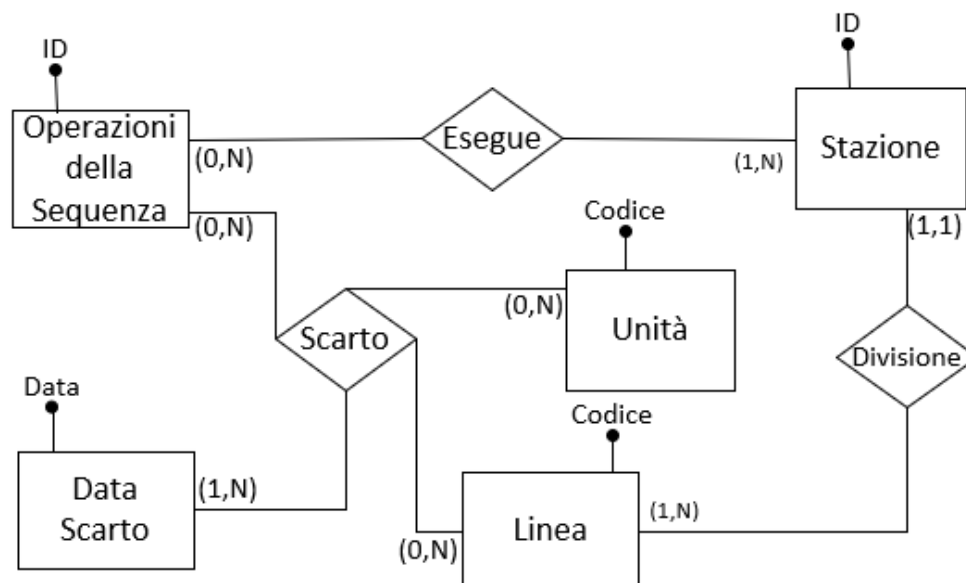 ID
ID
Operazioni
della
Sequenza
(0,N)
Esegue
(1,N)
Stazione
(0,N)
(1,1)
Codice
Scarto
(0,N)
Unità
Divisione
Data
Codice
Data
Scarto
(1,N)
(0,N)
Linea
(1,N)